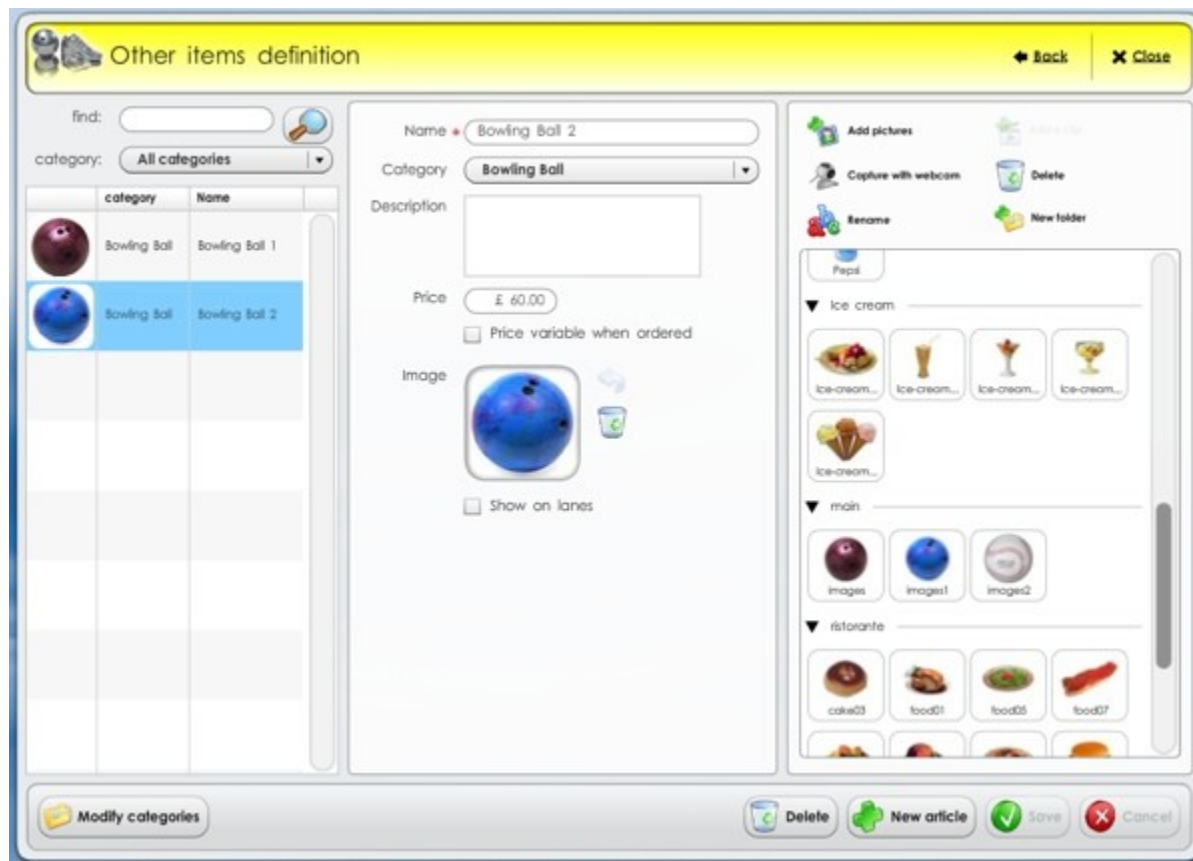 Other items definition
Back
Close
find:
category: All categories
category Name
Bowling Ball Bowling Ball 1
Bowling Ball Bowling Ball 2
Name * Bowling Ball 2
Category Bowling Ball
Description
Price £ 60.00
Price variable when ordered
Image
Show on lanes
Add pictures
Capture with webcam Delete
Rename New folder
Pepsi
Ice cream
Ice-cream... Ice-cream... Ice-cream... Ice-cream...
Ice-cream...
main
images images1 images2
ristorante
cake03 food01 food05 food07
Modify categories
Delete New article Save Cancel